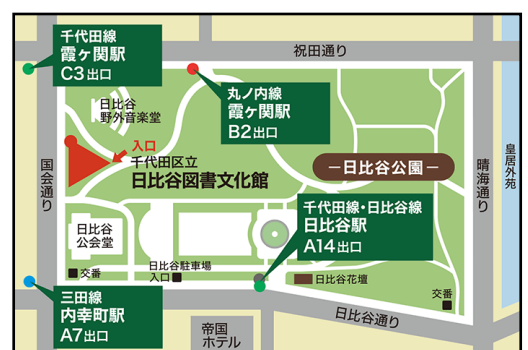 千代田線
霞ヶ関駅
C3出口
祝田通り
日比谷
野外音楽堂
丸ノ内線
霞ヶ関駅
B2出口
入口
千代田区立
日比谷図書文化館
日比谷公園
国会通り
晴海通り
皇居外苑
千代田線・日比谷線
日比谷駅
A14出口
日比谷
公会堂
交番
日比谷駐車場
入口
日比谷花壇
交番
三田線
内幸町駅
A7出口
日比谷通り
帝国
ホテル